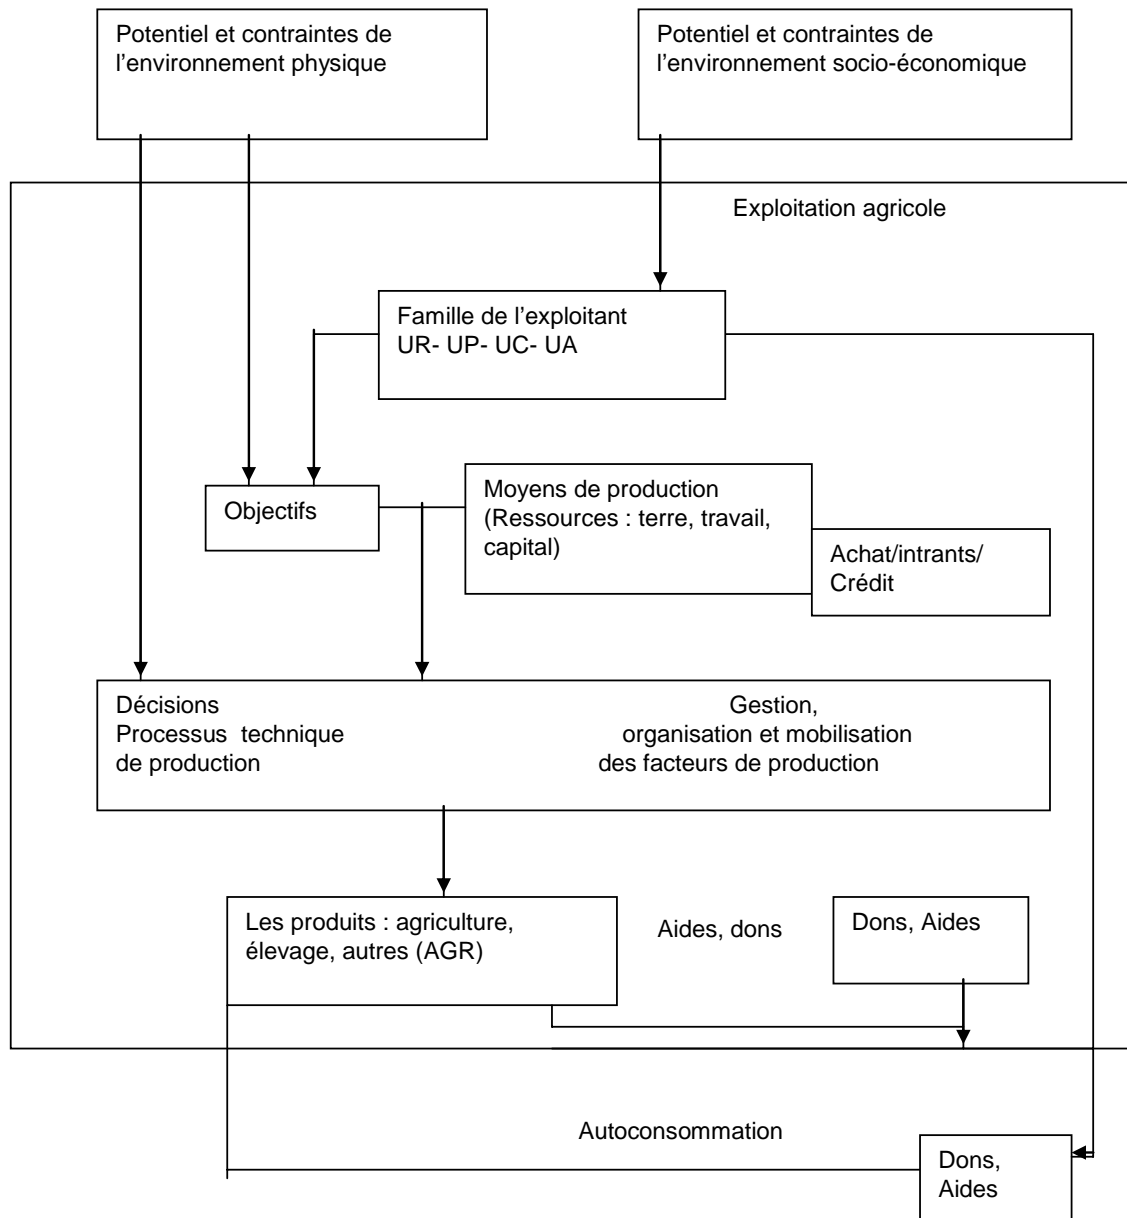 Potentiel et contraintes de
l’environnement physique
Potentiel et contraintes de
l’environnement socio-économique
Exploitation agricole
Famille de l’exploitant
UR- UP- UC- UA
Objectifs
Moyens de production
(Ressources : terre, travail,
capital)
Achat/intrants/
Crédit
Décisions
Processus technique
de production
Gestion,
organisation et mobilisation
des facteurs de production
Les produits : agriculture,
élevage, autres (AGR)
Aides, dons
Dons, Aides
Autoconsommation
Dons,
Aides